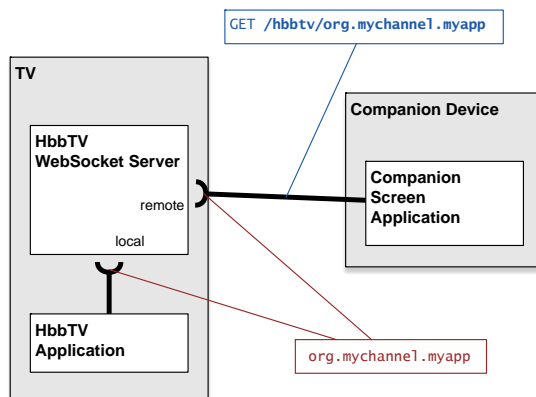 GET /hbbtv/org.mychannel.myapp
TV
HbbTV
WebSocket Server
remote
local
HbbTV
Application
Companion Device
Companion
Screen
Application
org.mychannel.myapp